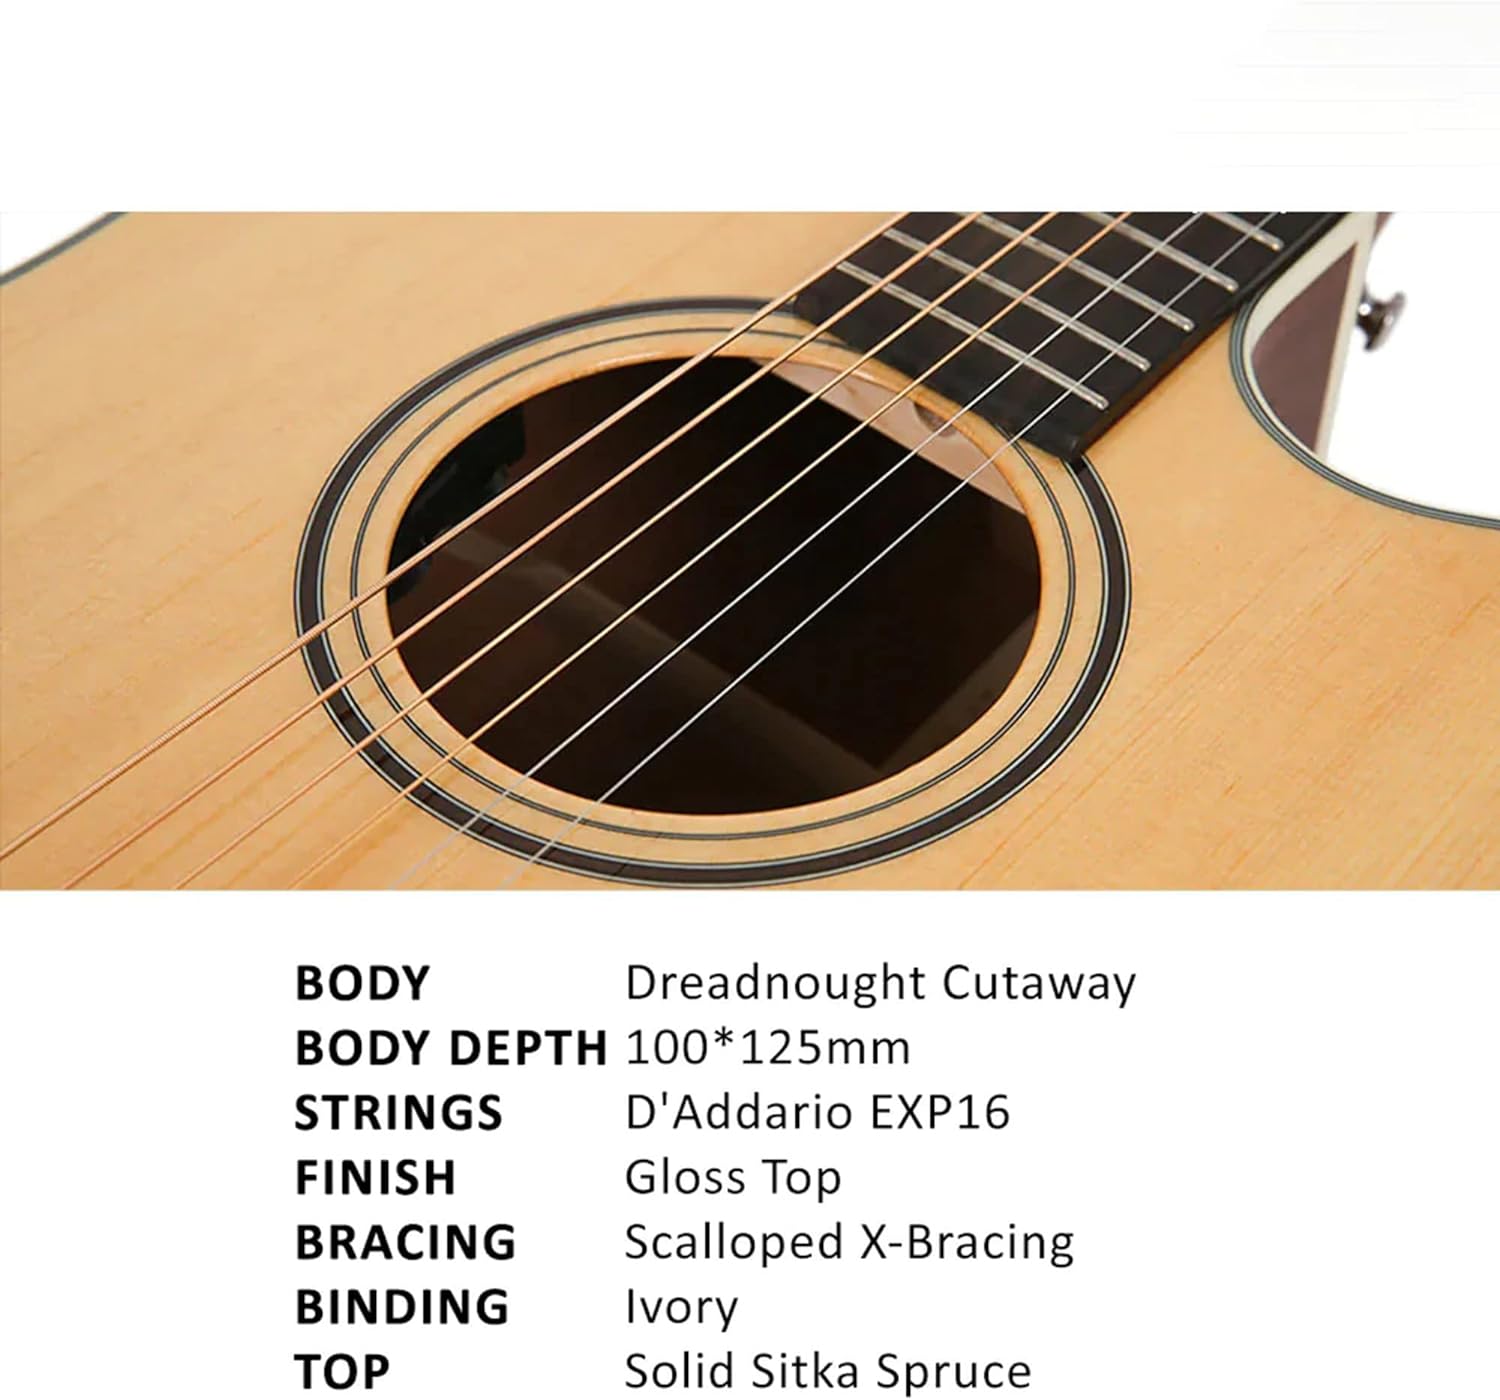 BODY Dreadnought Cutaway
BODY DEPTH 100*125mm
STRINGS D'Addario EXP16
FINISH Gloss Top
BRACING Scalloped X-Bracing
BINDING Ivory
TOP Solid Sitka Spruce